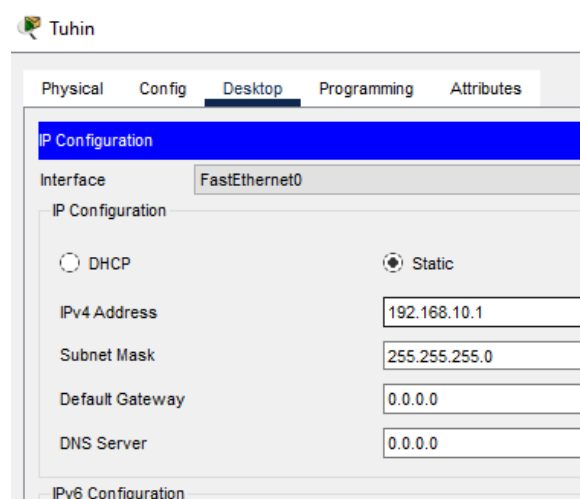 Tuhin
Physical Config Desktop Programming Attributes
IP Configuration
Interface FastEthernet0
IP Configuration
DHCP Static
IPv4 Address 192.168.10.1
Subnet Mask 255.255.255.0
Default Gateway 0.0.0.0
DNS Server 0.0.0.0
IPv6 Configuration